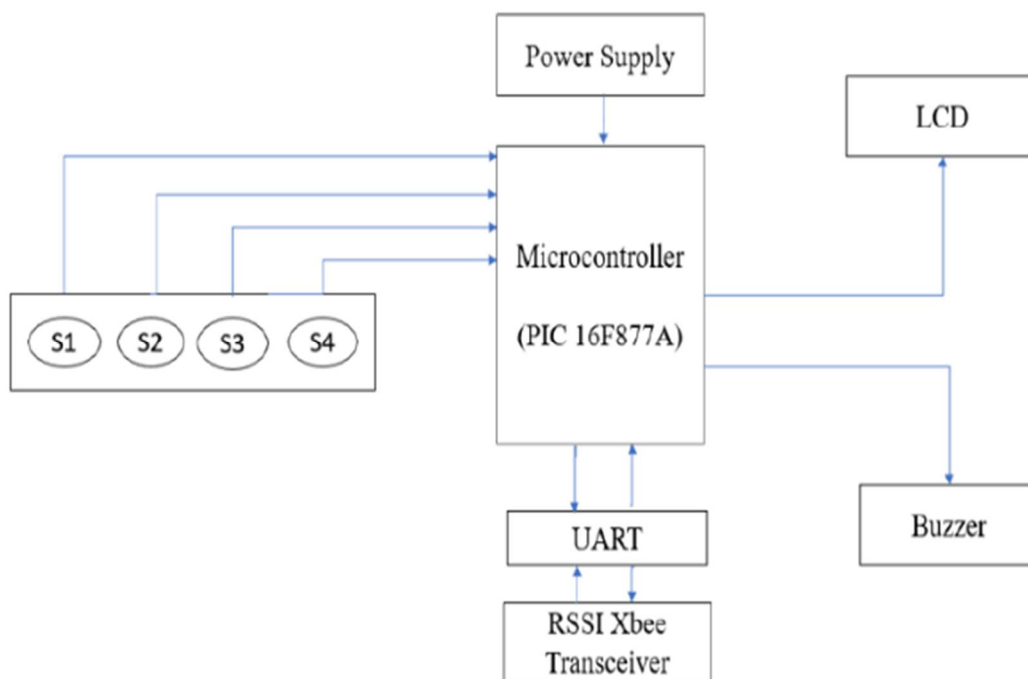 Power Supply
LCD
Microcontroller
(PIC 16F877A)
S1 S2 S3 S4
Buzzer
UART
RSSI Xbee
Transceiver